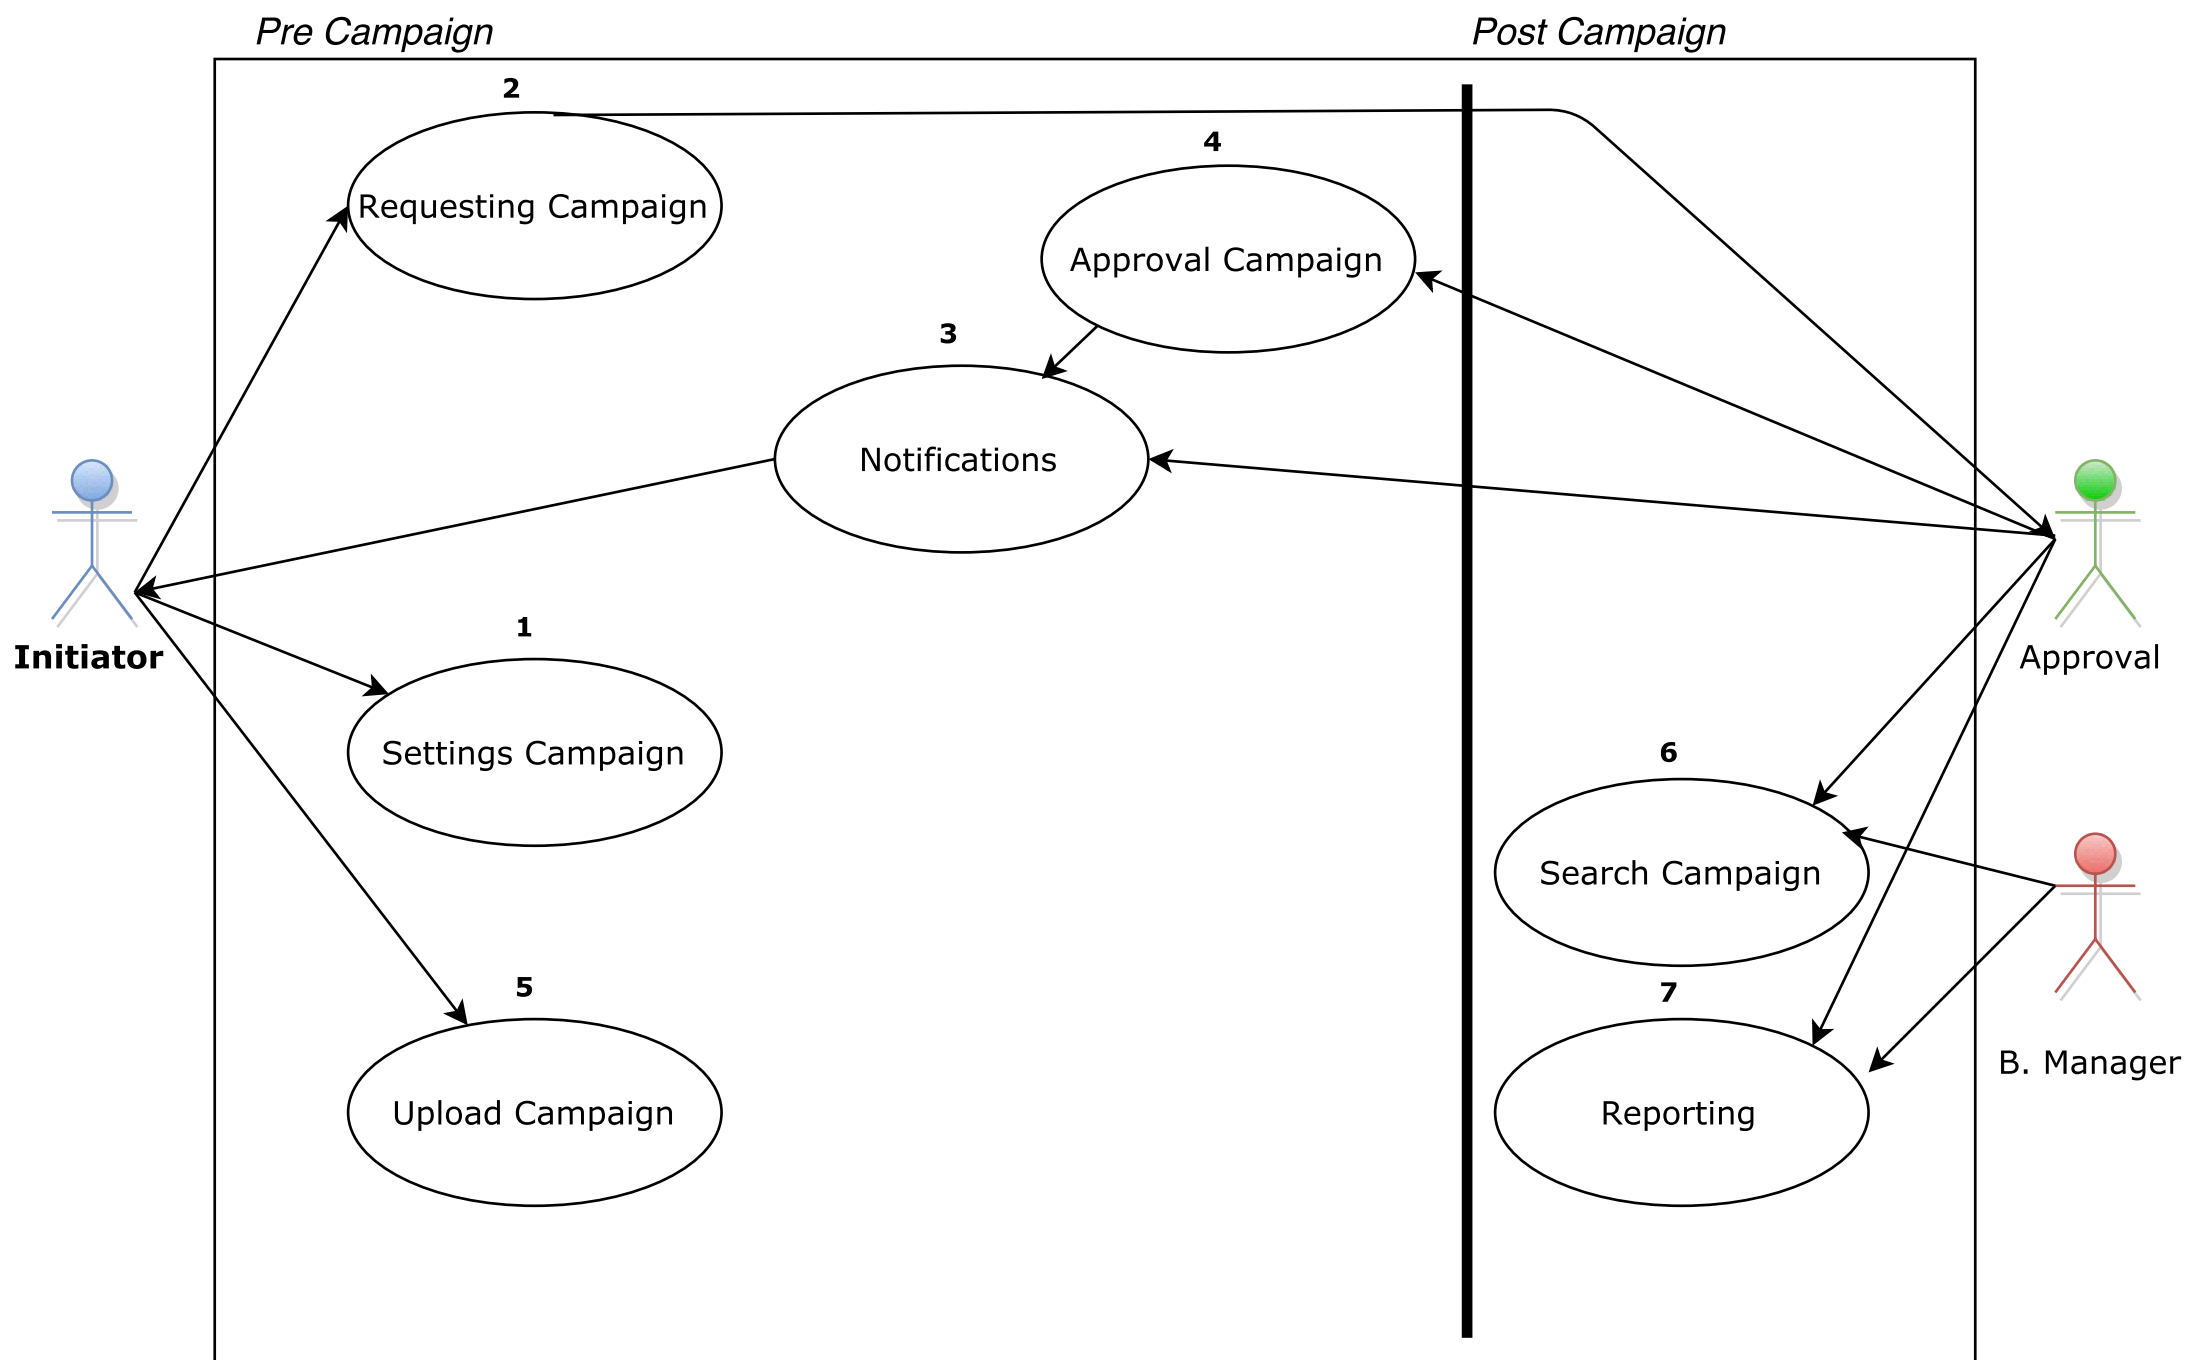 Pre Campaign
Post Campaign
2
Requesting Campaign
4
Approval Campaign
3
Notifications
Initiator
Approval
1
Settings Campaign
6
Search Campaign
5
Upload Campaign
7
Reporting
B. Manager